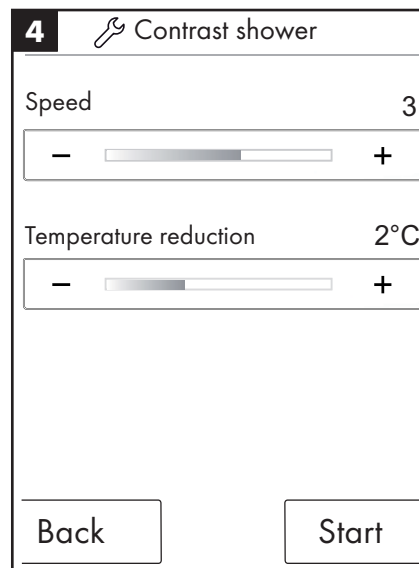 4 Contrast shower
Speed 3
− +
Temperature reduction 2°C
− +
Back Start